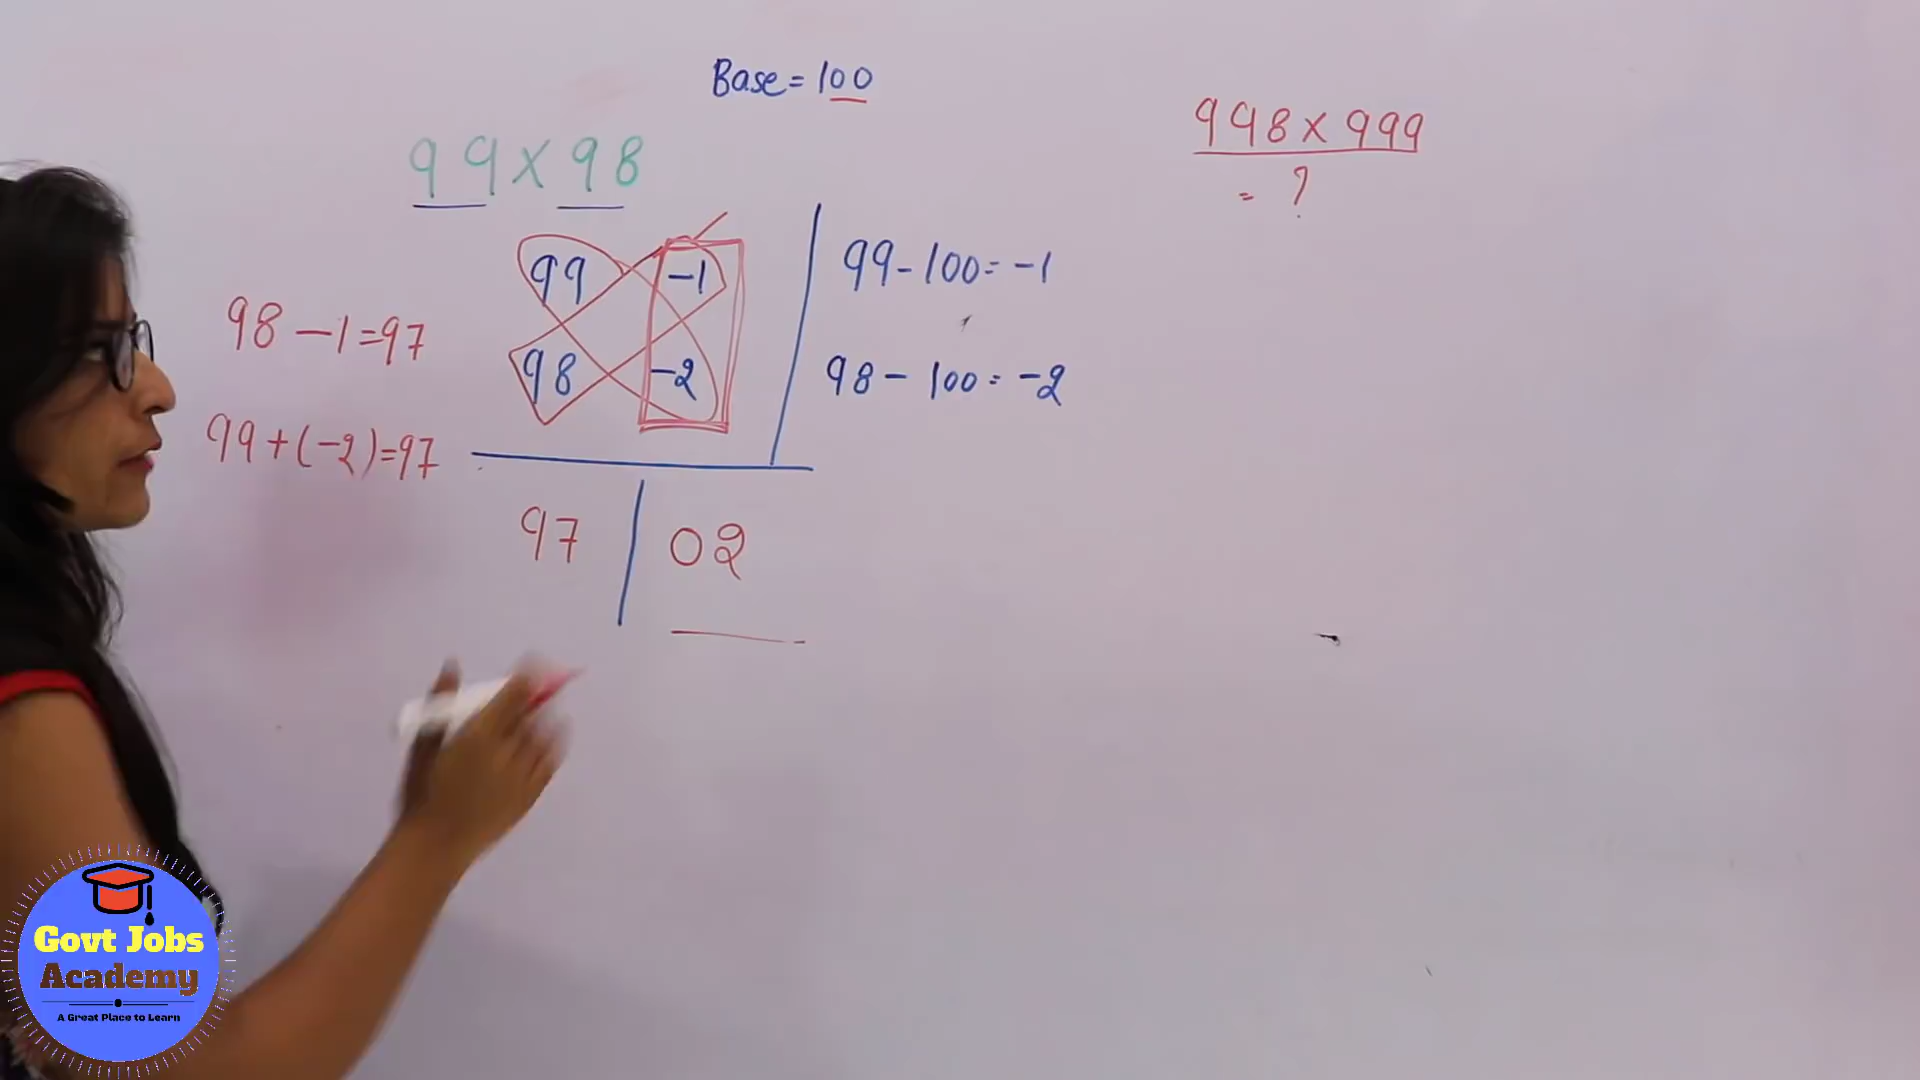 Base = 100
99 × 98
998 × 999
= ?
99 -1
98 -2
99 - 100 = -1
98 - 100 = -2
98 - 1 = 97
99 + (-2) = 97
97 | 02
Govt Jobs
Academy
A Great Place to Learn